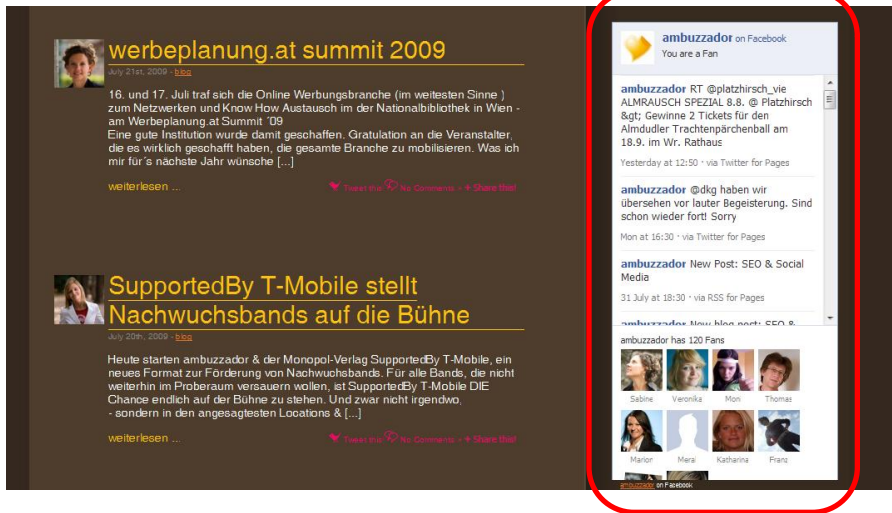 werbeplanung.at summit 2009
July 21st, 2009 - blog
16. und 17. Juli traf sich die Online Werbungsbranche (im weitesten Sinne )
zum Netzwerken und Know How Austausch im der Nationalbibliothek in Wien -
am Werbeplanung.at Summit ´09
Eine gute Institution wurde damit geschaffen. Gratulation an die Veranstalter,
die es wirklich geschafft haben, die gesamte Branche zu mobilisieren. Was ich
mir für´s nächste Jahr wünsche [...]
weiterlesen ...
Tweet this No Comments » + Share this!
SupportedBy T-Mobile stellt
Nachwuchsbands auf die Bühne
July 20th, 2009 - blog
Heute starten ambuzzador & der Monopol-Verlag SupportedBy T-Mobile, ein
neues Format zur Förderung von Nachwuchsbands. Für alle Bands, die nicht
weiterhin im Proberaum versauern wollen, ist SupportedBy T-Mobile DIE
Chance endlich auf der Bühne zu stehen. Und zwar nicht irgendwo,
- sondern in den angesagtesten Locations & [...]
weiterlesen ...
Tweet this No Comments » + Share this!
ambuzzador on Facebook
You are a Fan
ambuzzador RT @platzhirsch_vie
ALMRAUSCH SPEZIAL 8.8. @ Platzhirsch
&gt; Gewinne 2 Tickets für den
Almdudler Trachtenpärchenball am
18.9. im Wr. Rathaus
Yesterday at 12:50 · via Twitter for Pages
ambuzzador @dkg haben wir
übersehen vor lauter Begeisterung. Sind
schon wieder fort! Sorry
Mon at 16:30 · via Twitter for Pages
ambuzzador New Post: SEO & Social
Media
31 July at 18:30 · via RSS for Pages
ambuzzador New blog post: SEO &
ambuzzador has 120 Fans
Sabine Veronika Mon Thomas
Marion Meral Katharina Franz
ambuzzador on Facebook